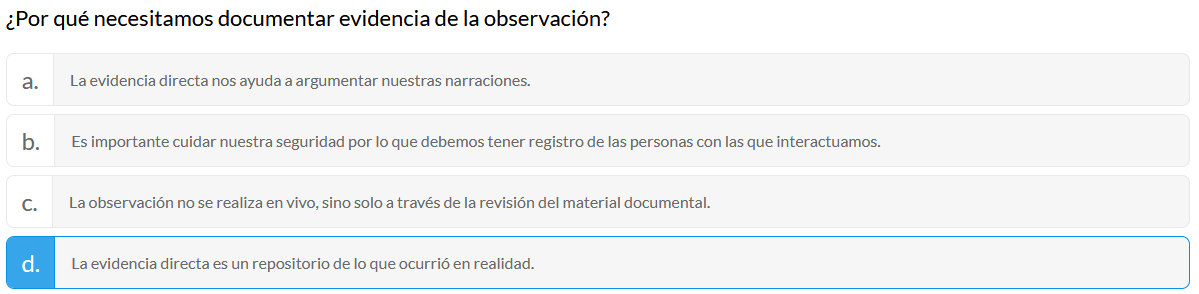 ¿Por qué necesitamos documentar evidencia de la observación?
a. La evidencia directa nos ayuda a argumentar nuestras narraciones.
b. Es importante cuidar nuestra seguridad por lo que debemos tener registro de las personas con las que interactuamos.
c. La observación no se realiza en vivo, sino solo a través de la revisión del material documental.
d. La evidencia directa es un repositorio de lo que ocurrió en realidad.